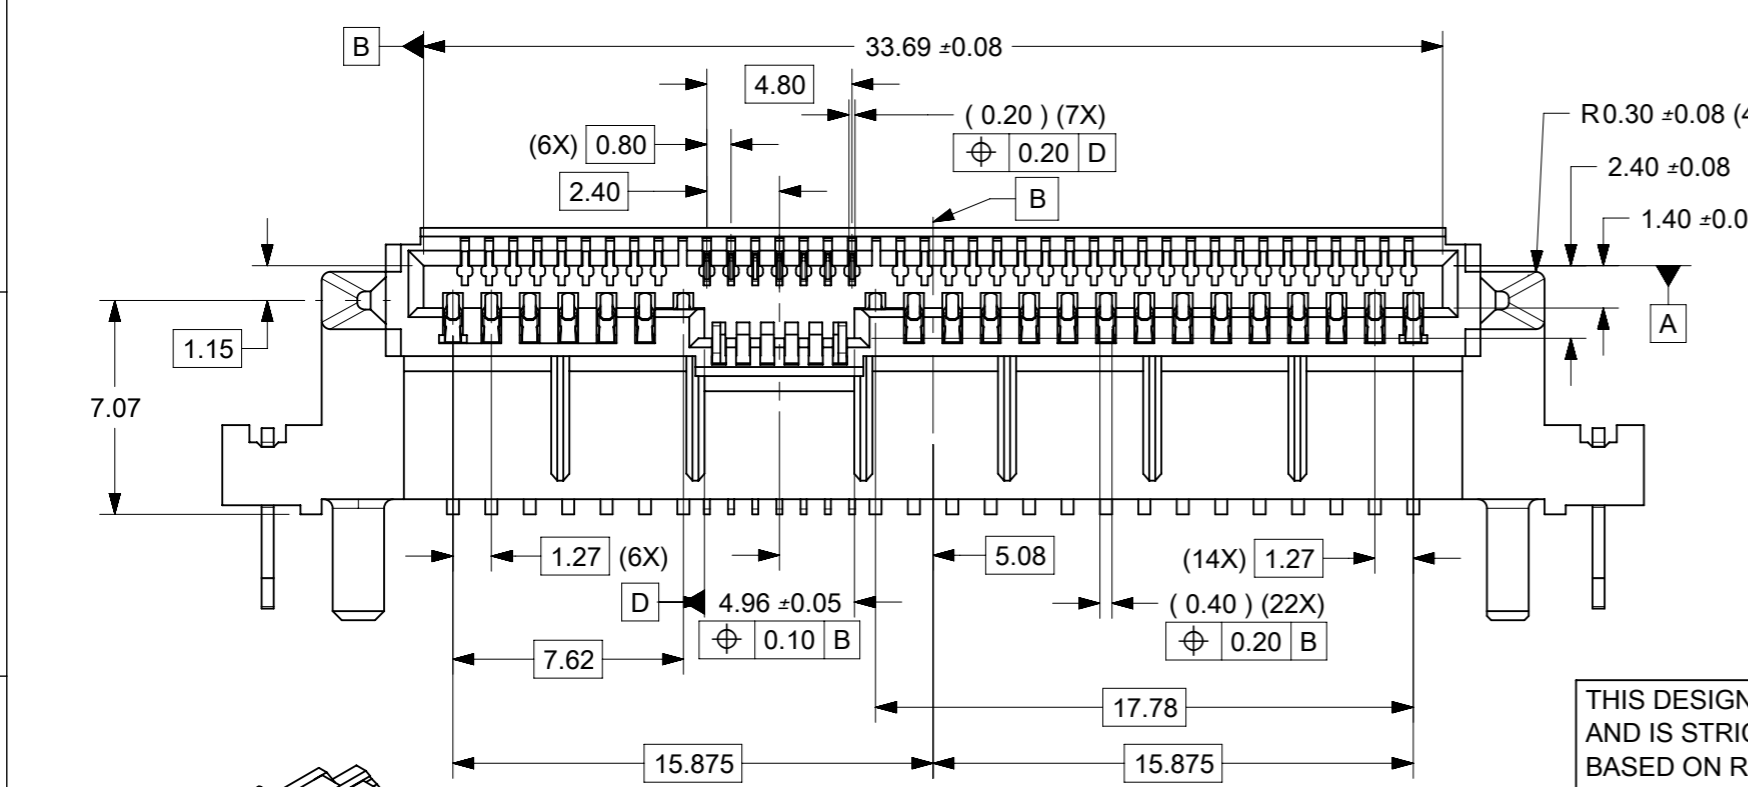 B
33.69 ±0.08
4.80
( 0.20 ) (7X)
R0.30 ±0.08 (4
(6X) 0.80
⌖ 0.20 D
2.40 ±0.08
2.40
B
1.40 ±0.0
1.15
A
7.07
1.27 (6X)
5.08
(14X) 1.27
D
4.96 ±0.05
( 0.40 ) (22X)
⌖ 0.10 B
⌖ 0.20 B
7.62
17.78
15.875
15.875
THIS DESIGN
AND IS STRIC
BASED ON R